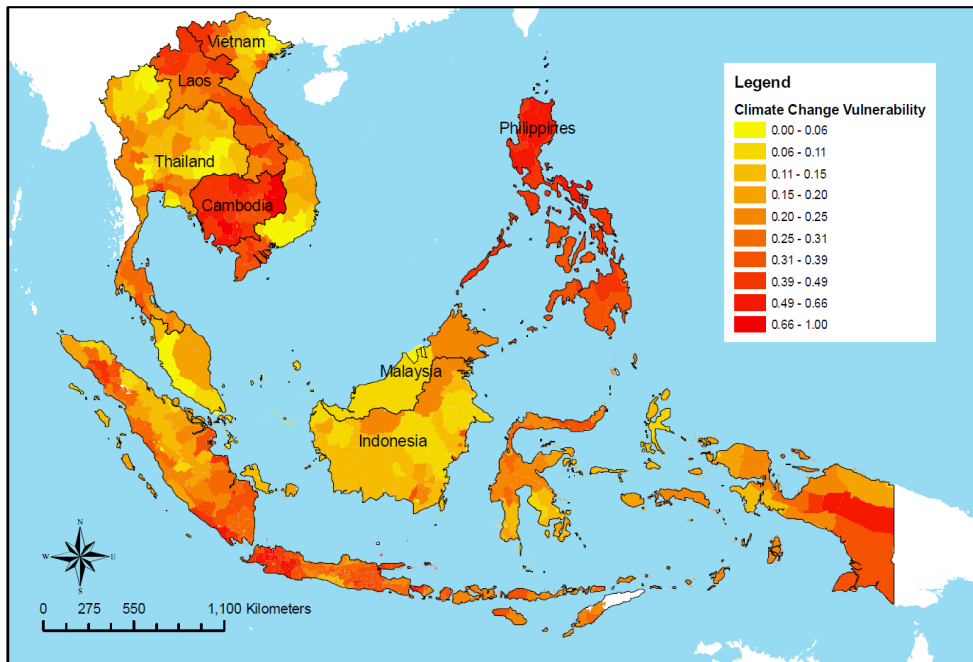 Vietnam
Laos
Thailand
Cambodia
Philippines
Malaysia
Indonesia
Legend
Climate Change Vulnerability
0.00 - 0.06
0.06 - 0.11
0.11 - 0.15
0.15 - 0.20
0.20 - 0.25
0.25 - 0.31
0.31 - 0.39
0.39 - 0.49
0.49 - 0.66
0.66 - 1.00
N
W
E
S
0 275 550 1,100 Kilometers